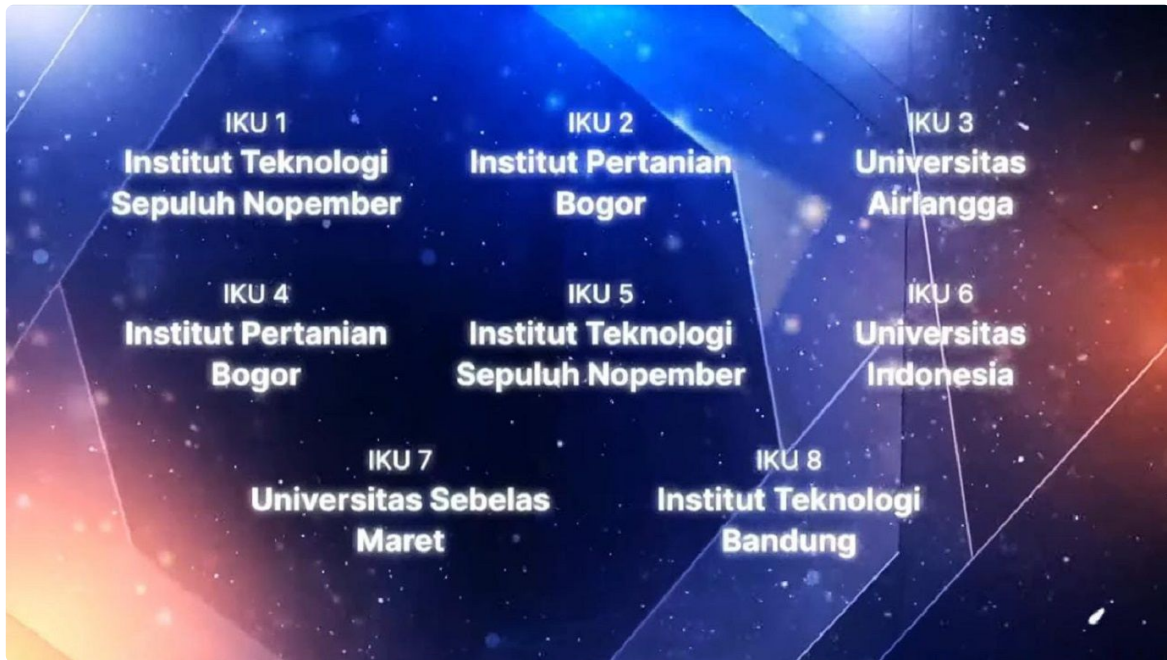 IKU 1
Institut Teknologi
Sepuluh Nopember
IKU 2
Institut Pertanian
Bogor
IKU 3
Universitas
Airlangga
IKU 4
Institut Pertanian
Bogor
IKU 5
Institut Teknologi
Sepuluh Nopember
IKU 6
Universitas
Indonesia
IKU 7
Universitas Sebelas
Maret
IKU 8
Institut Teknologi
Bandung